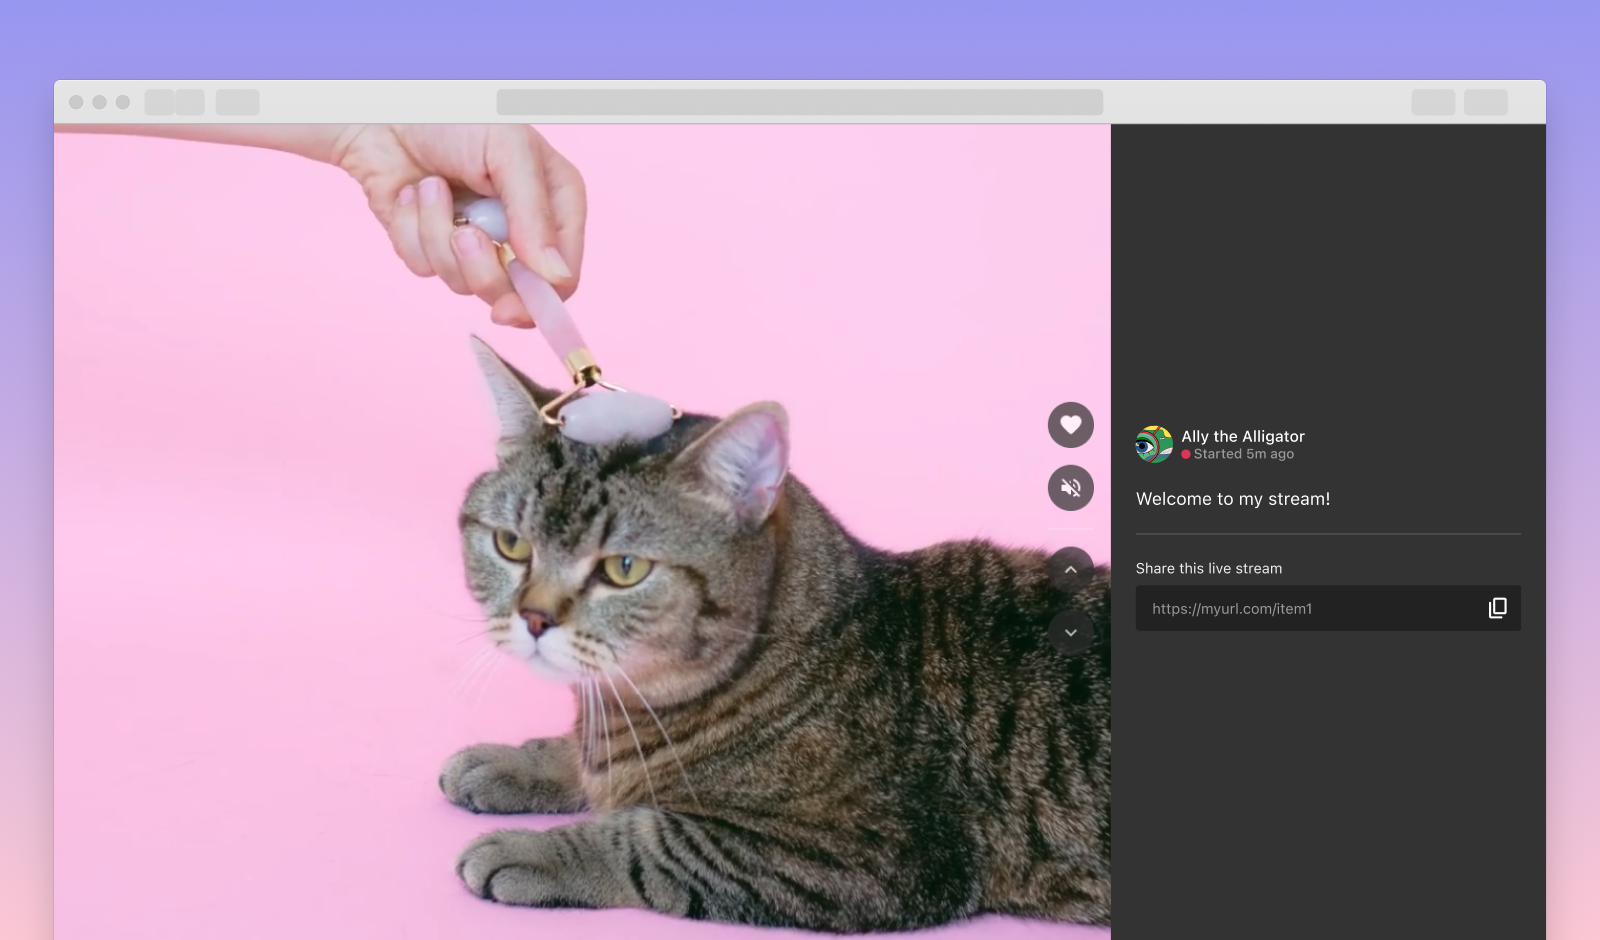 Ally the Alligator
Started 5m ago
Welcome to my stream!
Share this live stream
https://myurl.com/item1